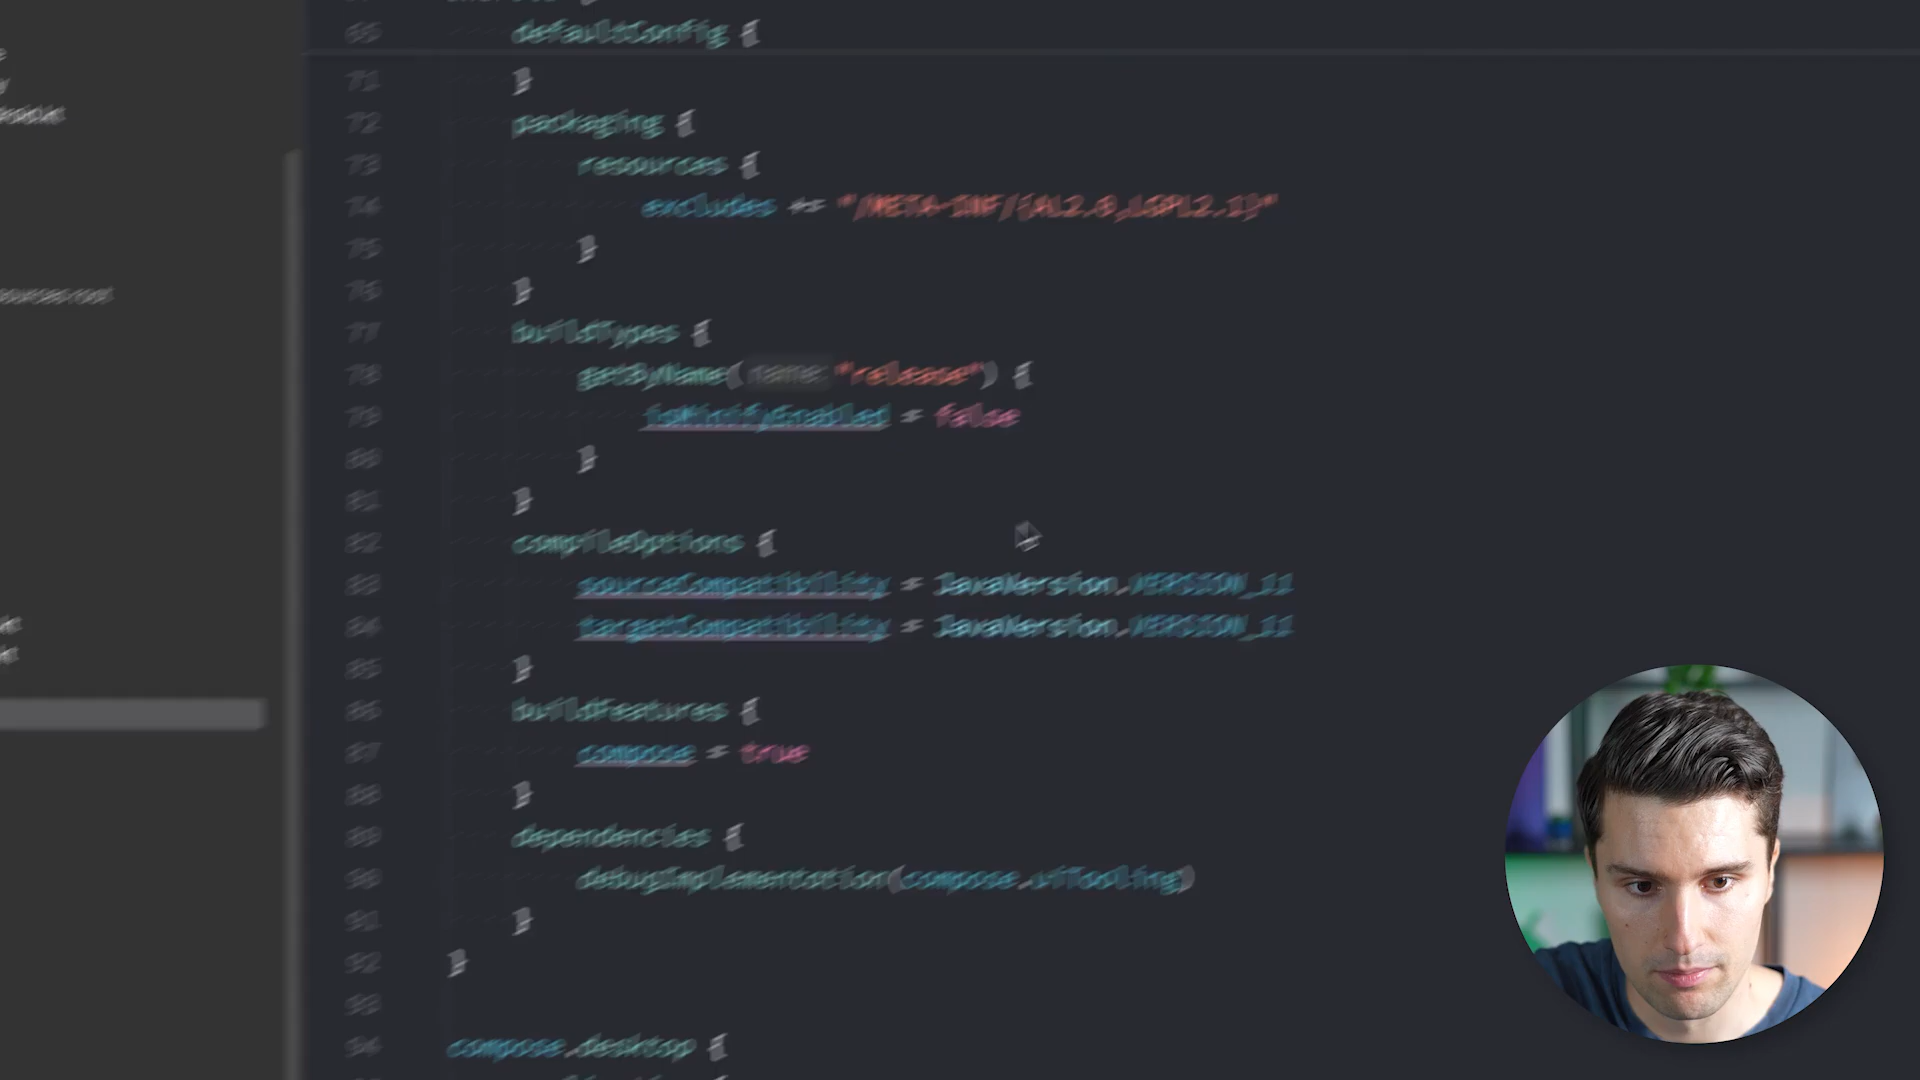 69 defaultConfig {
71 }
72 packaging {
73 resources {
74 excludes += "/META-INF/{AL2.0,LGPL2.1}"
75 }
76 }
77 buildTypes {
78 getByName( name: "release") {
79 isMinifyEnabled = false
80 }
81 }
82 compileOptions {
83 sourceCompatibility = JavaVersion.VERSION_11
84 targetCompatibility = JavaVersion.VERSION_11
85 }
86 buildFeatures {
87 compose = true
88 }
89 dependencies {
90 debugImplementation(compose.uiTooling)
91 }
92 }
93
94 compose.desktop {